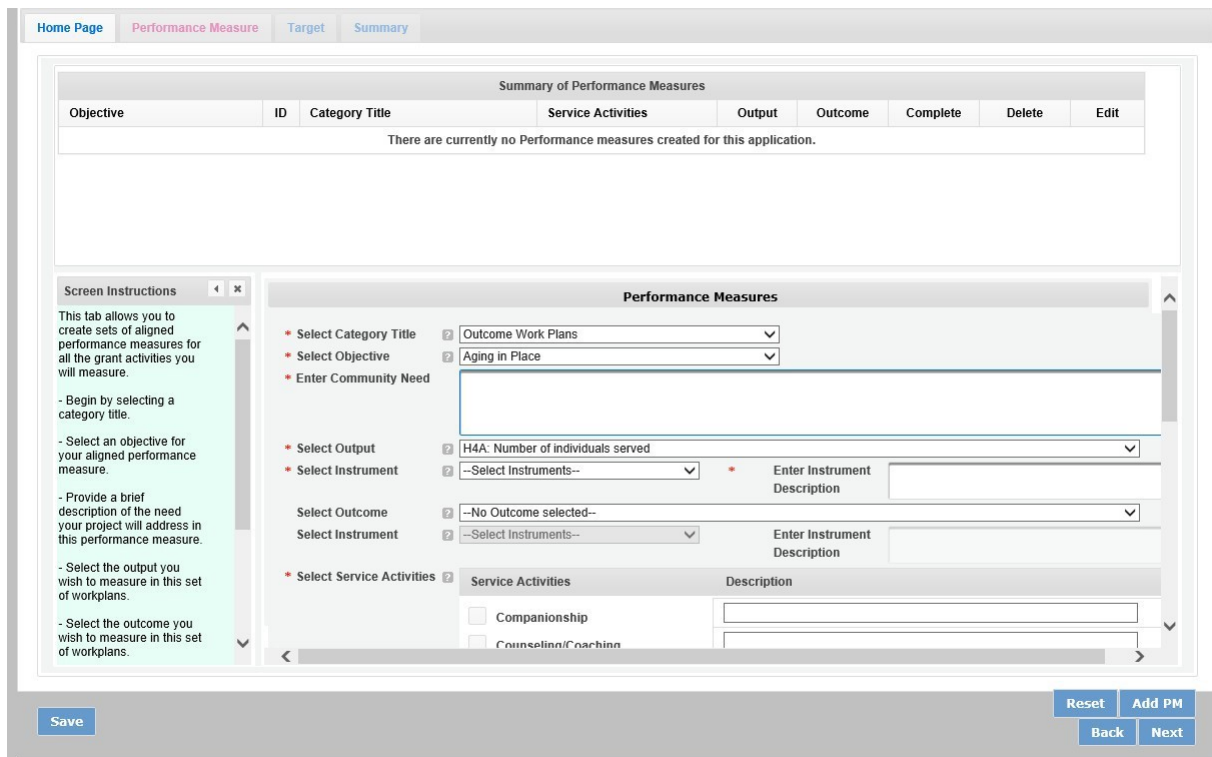 Home Page Performance Measure Target Summary
Summary of Performance Measures
Objective ID Category Title Service Activities Output Outcome Complete Delete Edit
There are currently no Performance measures created for this application.
Screen Instructions
This tab allows you to
create sets of aligned
performance measures for
all the grant activities you
will measure.
- Begin by selecting a
category title.
- Select an objective for
your aligned performance
measure.
- Provide a brief
description of the need
your project will address in
this performance measure.
- Select the output you
wish to measure in this set
of workplans.
- Select the outcome you
wish to measure in this set
of workplans.
Performance Measures
* Select Category Title ? Outcome Work Plans
* Select Objective ? Aging in Place
* Enter Community Need
* Select Output ? H4A: Number of individuals served
* Select Instrument ? --Select Instruments-- * Enter Instrument
Description
Select Outcome ? --No Outcome selected--
Select Instrument ? --Select Instruments-- Enter Instrument
Description
* Select Service Activities ? Service Activities Description
Companionship
Counseling/Coaching
Save Reset Add PM
Back Next